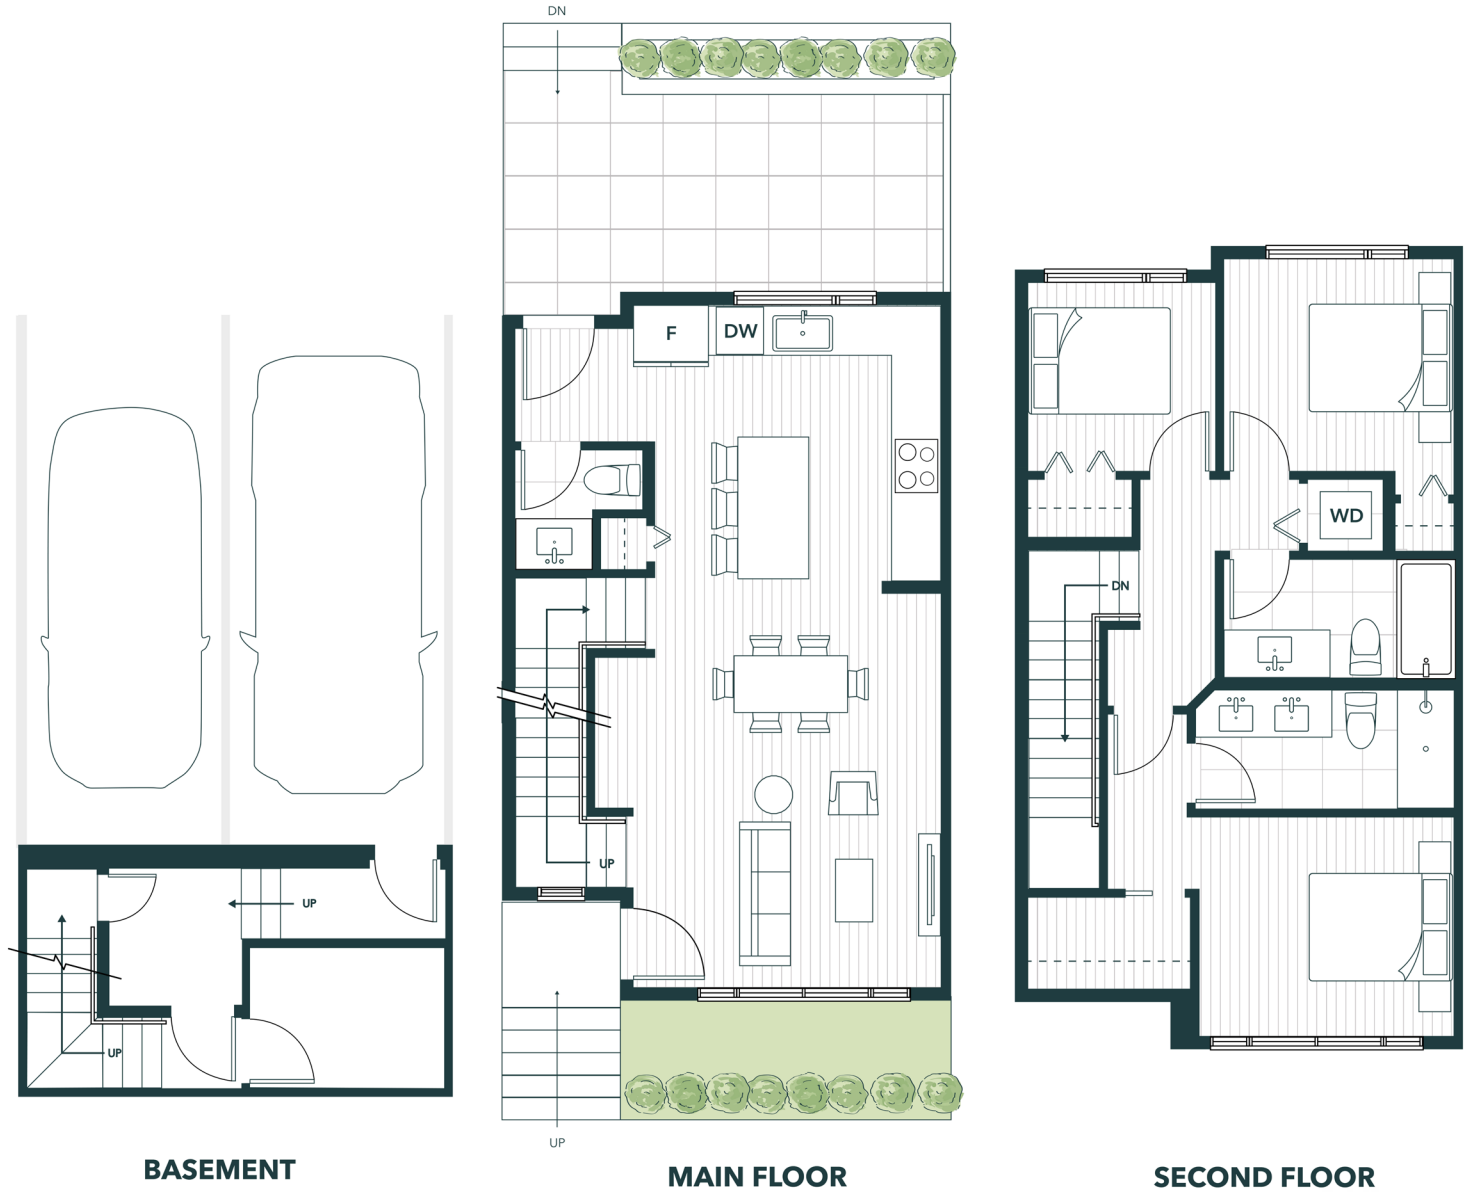 DN
F
DW
UP
UP
UP
UP
DN
WD
BASEMENT
MAIN FLOOR
SECOND FLOOR